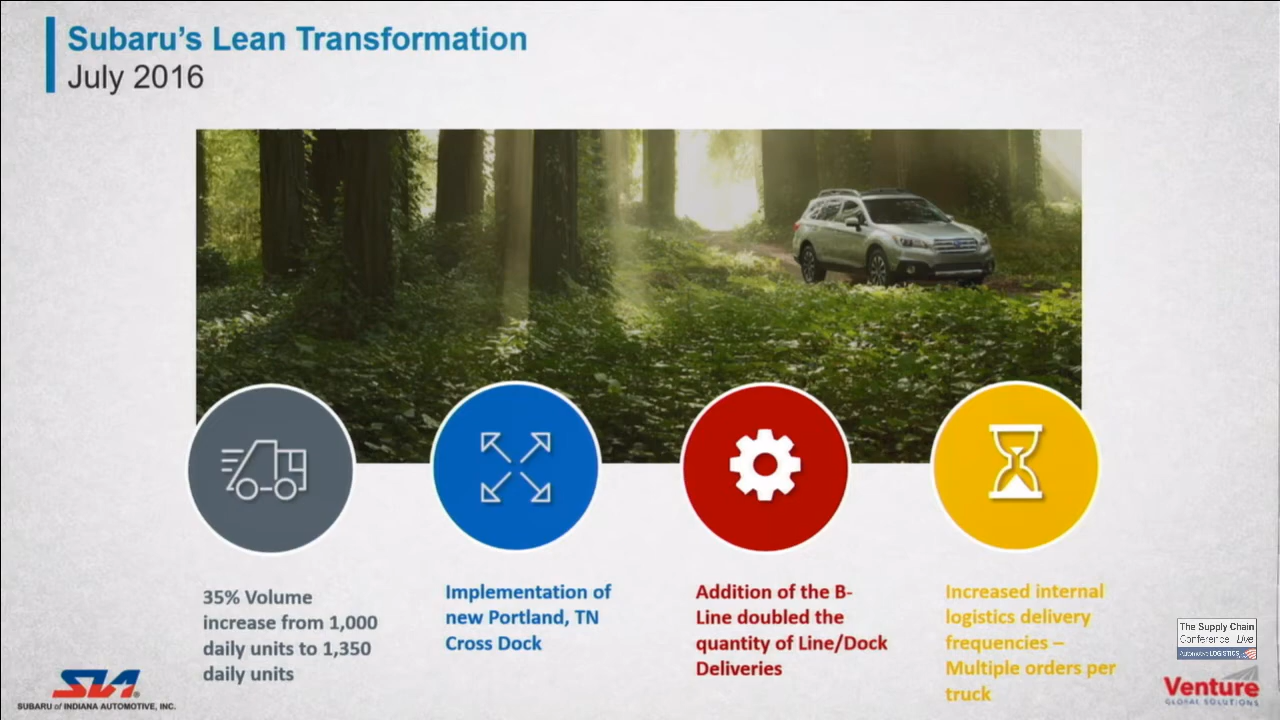 Subaru's Lean Transformation
July 2016
35% Volume
increase from 1,000
daily units to 1,350
daily units
Implementation of
new Portland, TN
Cross Dock
Addition of the B-
Line doubled the
quantity of Line/Dock
Deliveries
Increased internal
logistics delivery
frequencies –
Multiple orders per
truck
SIA®
SUBARU of INDIANA AUTOMOTIVE, INC.
The Supply Chain
Conference Live
Automotive LOGISTICS
Venture
GLOBAL SOLUTIONS